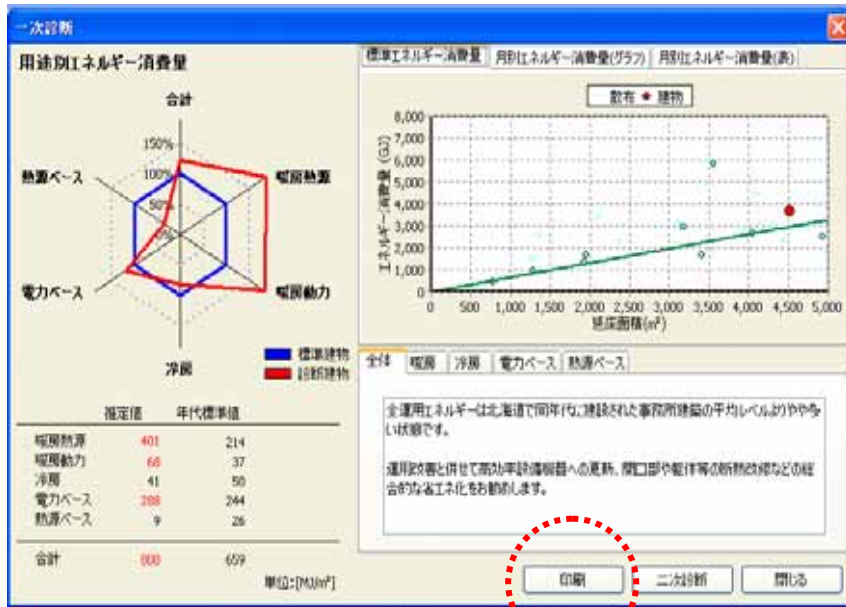 一次診断
用途別エネルギー消費量
合計
150%
100%
50%
0%
熱源ベース
暖房熱源
電力ベース
暖房動力
冷房
標準建物
診断建物
推定値 年代標準値
暖房熱源 401 214
暖房動力 68 37
冷房 41 50
電力ベース 288 244
熱源ベース 9 26
合計 808 659
単位:[MJ/m²]
標準エネルギー消費量 月別エネルギー消費量(グラフ) 月別エネルギー消費量(表)
散布 建物
エネルギー消費量 (GJ)
8,000
7,000
6,000
5,000
4,000
3,000
2,000
1,000
0
0 500 1,000 1,500 2,000 2,500 3,000 3,500 4,000 4,500 5,000
延床面積(m²)
全体 暖房 冷房 電力ベース 熱源ベース
全運用エネルギーは北海道で同年代に建設された事務所建築の平均レベルよりやや多
い状態です。
運用改善と併せて高効率設備機器への更新、開口部や躯体等の断熱改修などの総
合的な省エネ化をお勧めします。
印刷 二次診断 閉じる